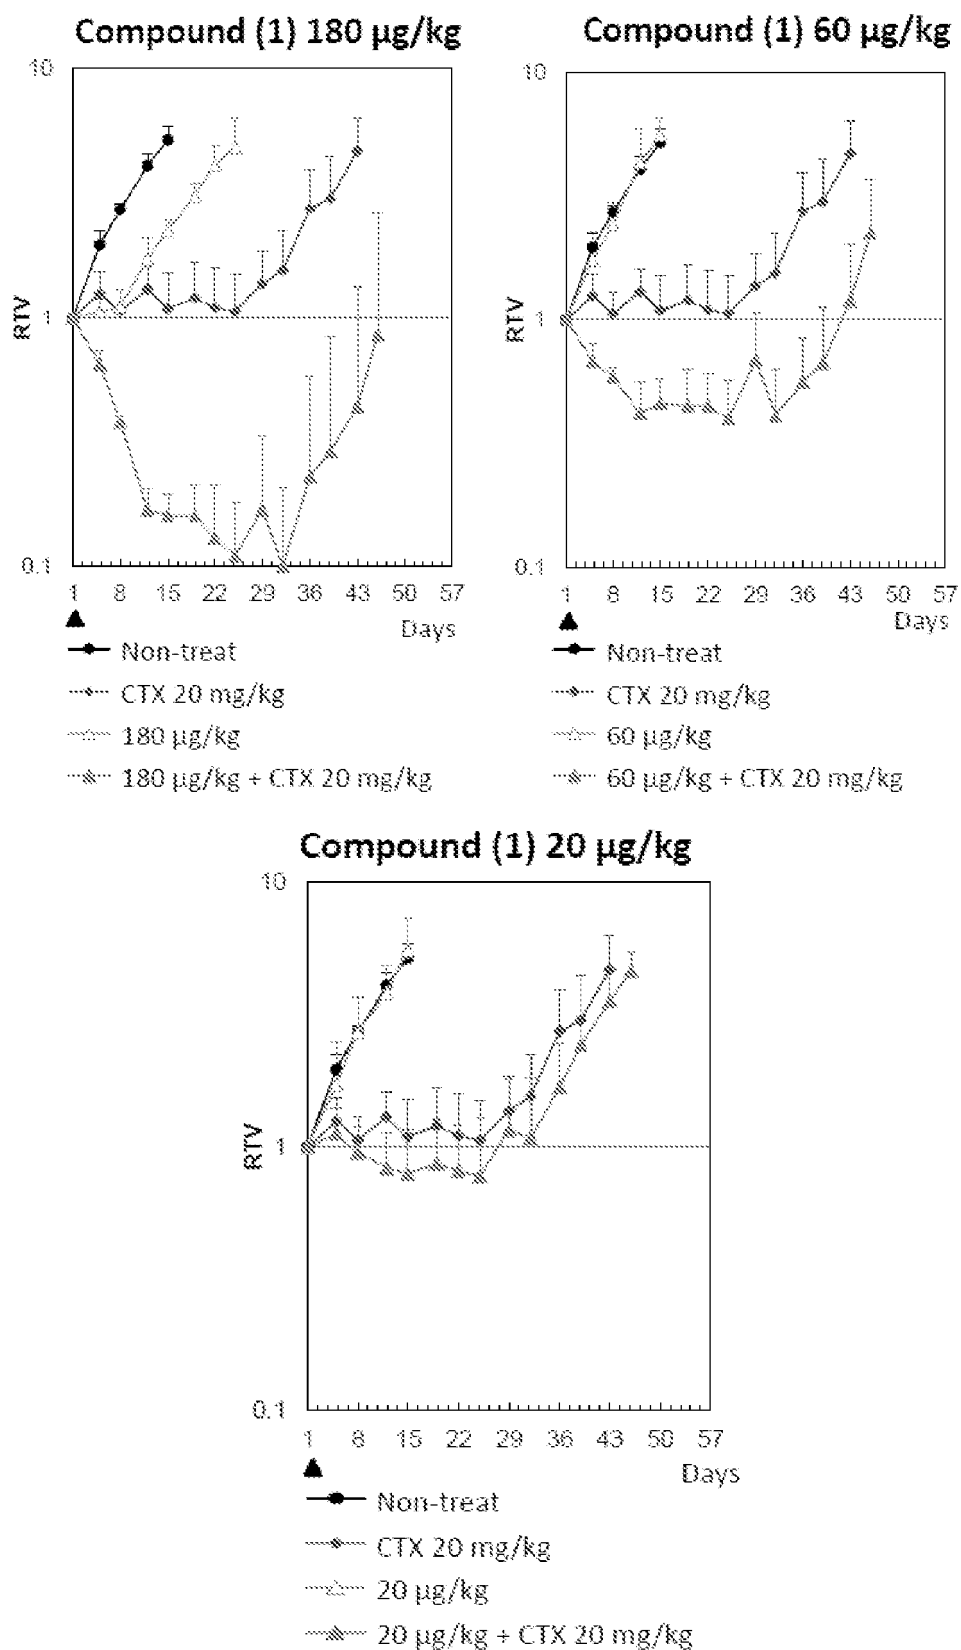 Compound (1) 180 µg/kg
10
RTV
1
0.1
1 8 15 22 29 36 43 50 57
Days
Non-treat
CTX 20 mg/kg
180 µg/kg
180 µg/kg + CTX 20 mg/kg
Compound (1) 60 µg/kg
10
RTV
1
0.1
1 8 15 22 29 36 43 50 57
Days
Non-treat
CTX 20 mg/kg
60 µg/kg
60 µg/kg + CTX 20 mg/kg
Compound (1) 20 µg/kg
10
RTV
1
0.1
1 8 15 22 29 36 43 50 57
Days
Non-treat
CTX 20 mg/kg
20 µg/kg
20 µg/kg + CTX 20 mg/kg